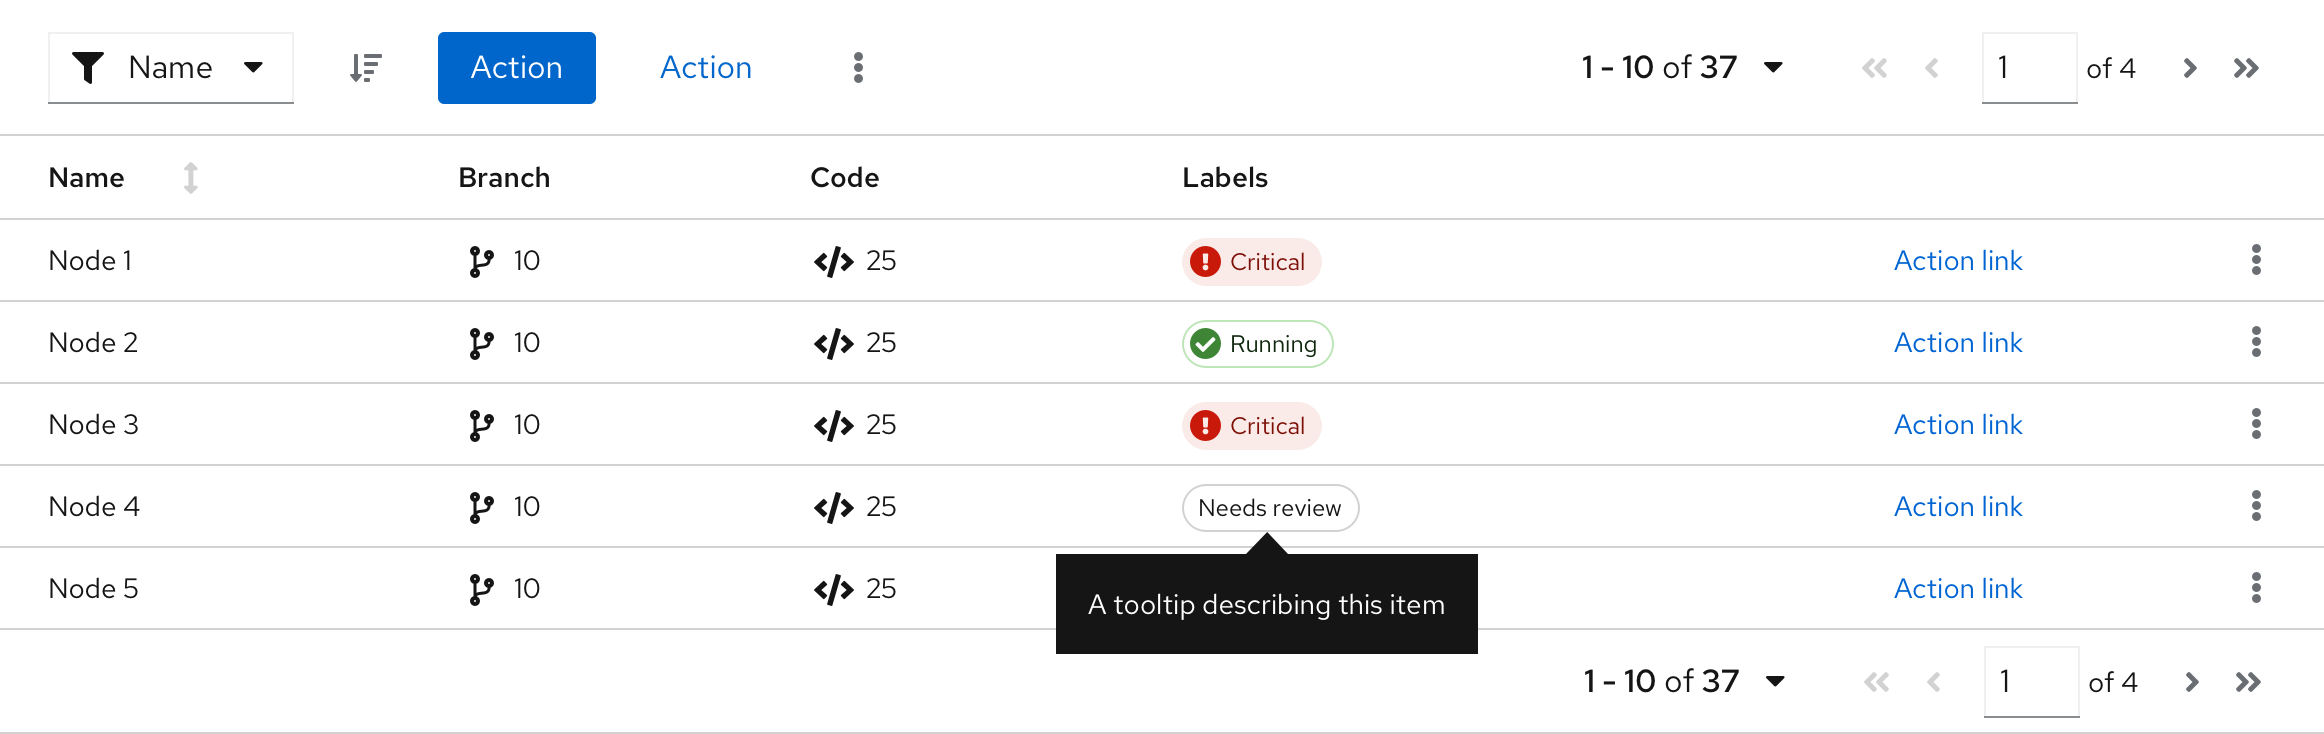 Name Action Action 1 - 10 of 37 1 of 4
Name Branch Code Labels
Node 1 10 25 Critical Action link
Node 2 10 25 Running Action link
Node 3 10 25 Critical Action link
Node 4 10 25 Needs review Action link
Node 5 10 25 Action link
A tooltip describing this item
1 - 10 of 37 1 of 4